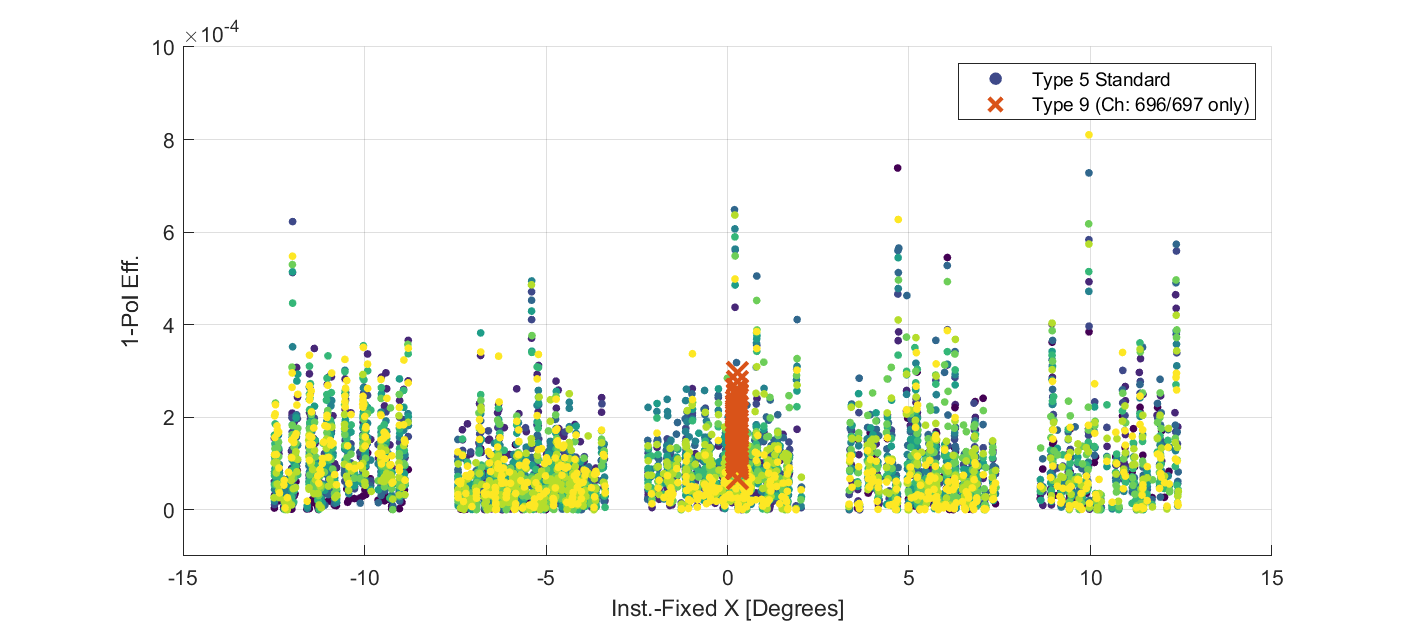 ×10-4
10
8
6
4
2
0
-15 -10 -5 0 5 10 15
1-Pol Eff.
Inst.-Fixed X [Degrees]
Type 5 Standard
Type 9 (Ch: 696/697 only)